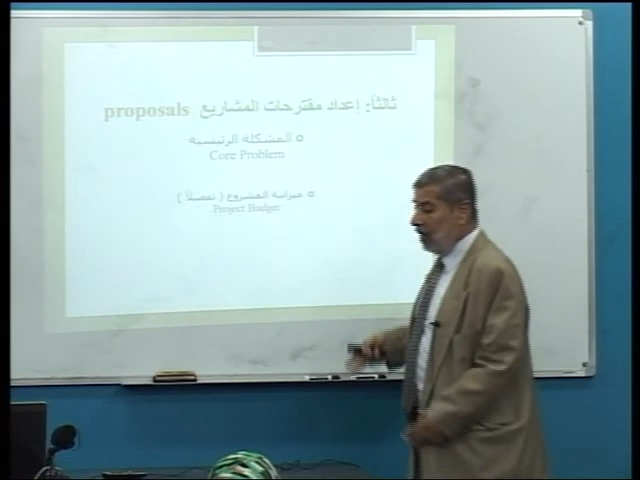 ثالثاً: إعداد مقترحات المشاريع proposals
المشكلة الرئيسية
Core Problem
ميزانية المشروع ( تفصيلاً )
Project Budget